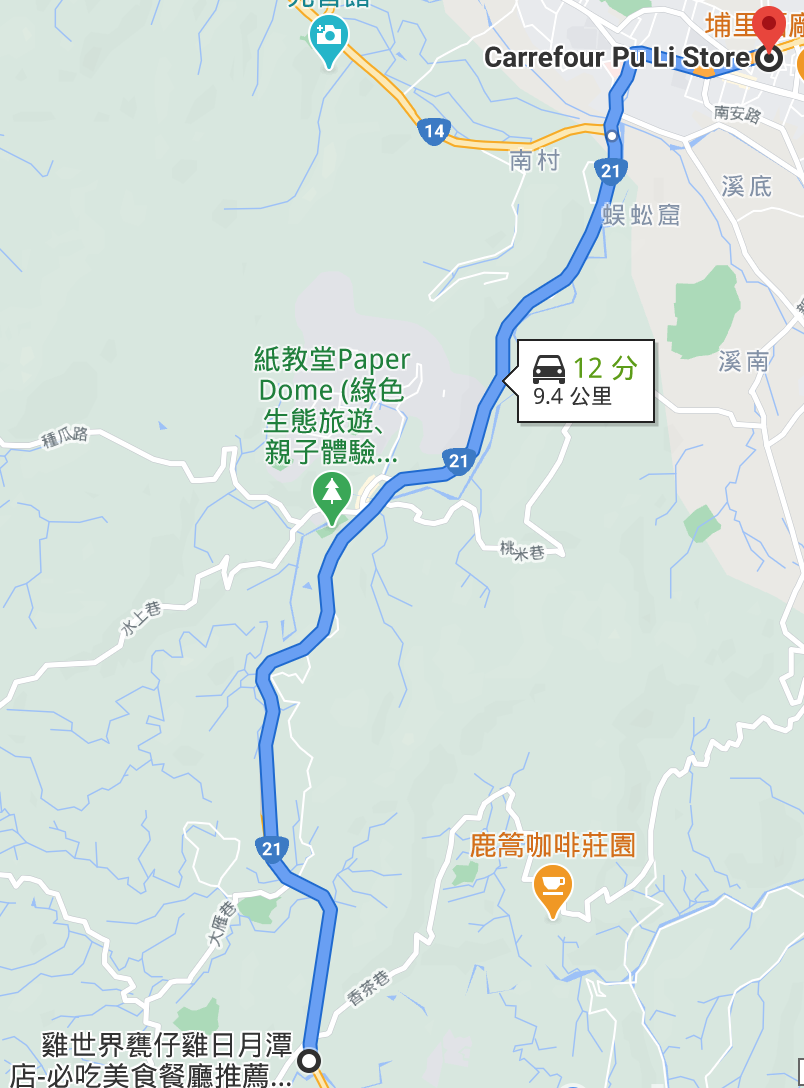 埔里酒廠
Carrefour Pu Li Store
14
南安路
南村
21
溪底
蜈蚣窟
紙教堂Paper
Dome (綠色
生態旅遊、
親子體驗...
12 分
9.4 公里
溪南
種瓜路
21
桃米巷
水上巷
鹿篙咖啡莊園
21
大雁巷
香茶巷
雞世界甕仔雞日月潭
店-必吃美食餐廳推薦...